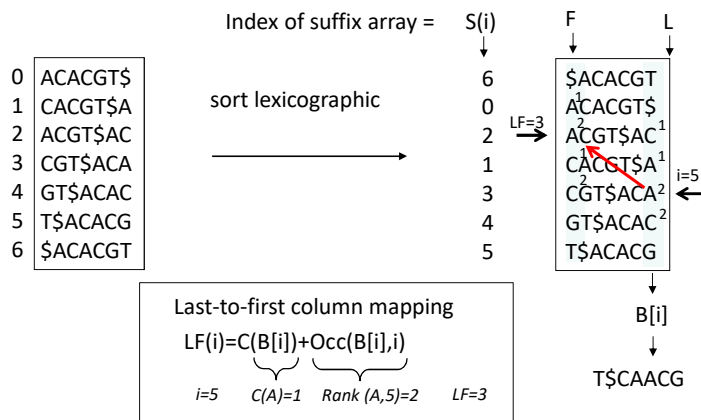 Index of suffix array = S(i) F L
0 ACACGT$
1 CACGT$A
2 ACGT$AC
3 CGT$ACA
4 GT$ACAC
5 T$ACACG
6 $ACACGT
sort lexicographic
6 $ACACGT
0 A1CACGT$
2 A2CGT$AC1
1 C1ACGT$A1
3 C2GT$ACA2
4 GT$ACAC2
5 T$ACACG
LF=3
i=5
B[i]
T$CAACG
Last-to-first column mapping
LF(i)=C(B[i])+Occ(B[i],i)
i=5 C(A)=1 Rank (A,5)=2 LF=3